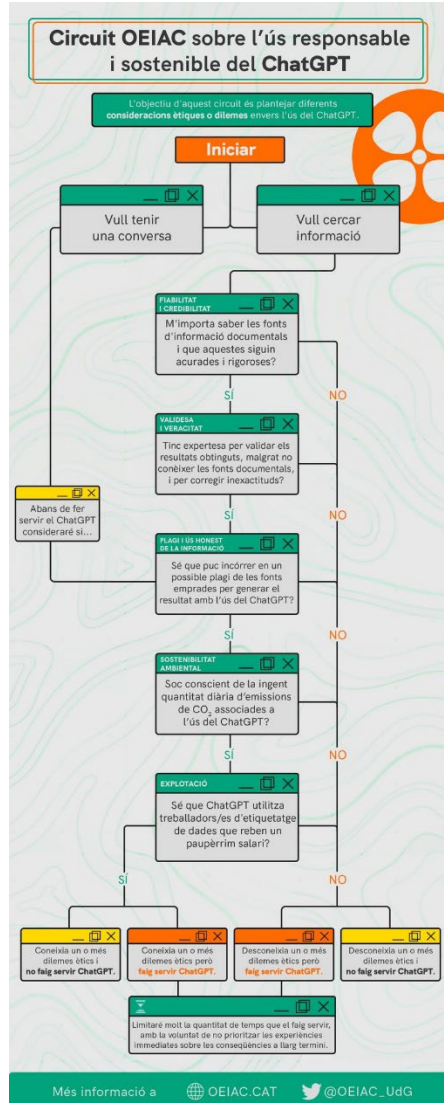 Circuit OEIAC sobre l'ús responsable
i sostenible del ChatGPT
L'objectiu d'aquest circuit és plantejar diferents
consideracions ètiques o dilemes envers l'ús del ChatGPT.
Iniciar
Vull tenir
una conversa
Vull cercar
informació
FIABILITAT
I CREDIBILITAT
M'importa saber les fonts
d'informació documentals
i que aquestes siguin
acurades i rigoroses?
SÍ
NO
VALIDESA
I VERACITAT
Tinc expertesa per validar els
resultats obtinguts, malgrat no
conèixer les fonts documentals,
i per corregir inexactituds?
Abans de fer
servir el ChatGPT
consideraré si...
SÍ
NO
PLAGI I ÚS HONEST
DE LA INFORMACIÓ
Sé que puc incórrer en un
possible plagi de les fonts
emprades per generar el
resultat amb l'ús del ChatGPT?
SÍ
NO
SOSTENIBILITAT
AMBIENTAL
Soc conscient de la ingent
quantitat diària d'emissions
de CO₂ associades a
l'ús del ChatGPT?
SÍ
NO
EXPLOTACIÓ
Sé que ChatGPT utilitza
treballadors/es d'etiquetatge
de dades que reben un
paupèrrim salari?
SÍ
NO
Coneixia un o més
dilemes ètics i
no faig servir ChatGPT.
Coneixia un o més
dilemes ètics però
faig servir ChatGPT.
Desconeixia un o més
dilemes ètics però
faig servir ChatGPT.
Desconeixia un o més
dilemes ètics i
no faig servir ChatGPT.
Limitaré molt la quantitat de temps que el faig servir,
amb la voluntat de no prioritzar les experiències
immediates sobre les conseqüències a llarg termini.
Més informació a OEIAC.CAT @OEIAC_UdG